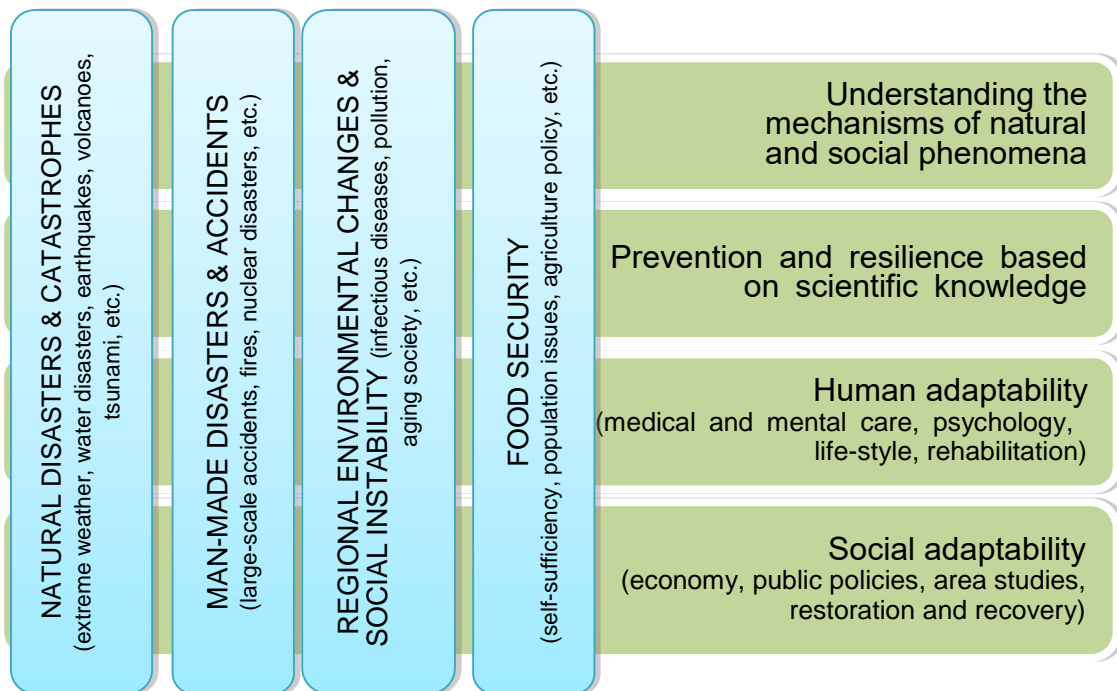 NATURAL DISASTERS & CATASTROPHES
(extreme weather, water disasters, earthquakes, volcanoes,
tsunami, etc.)
MAN-MADE DISASTERS & ACCIDENTS
(large-scale accidents, fires, nuclear disasters, etc.)
REGIONAL ENVIRONMENTAL CHANGES &
SOCIAL INSTABILITY (infectious diseases, pollution,
aging society, etc.)
FOOD SECURITY
(self-sufficiency, population issues, agriculture policy, etc.)
Understanding the
mechanisms of natural
and social phenomena
Prevention and resilience based
on scientific knowledge
Human adaptability
(medical and mental care, psychology,
life-style, rehabilitation)
Social adaptability
(economy, public policies, area studies,
restoration and recovery)